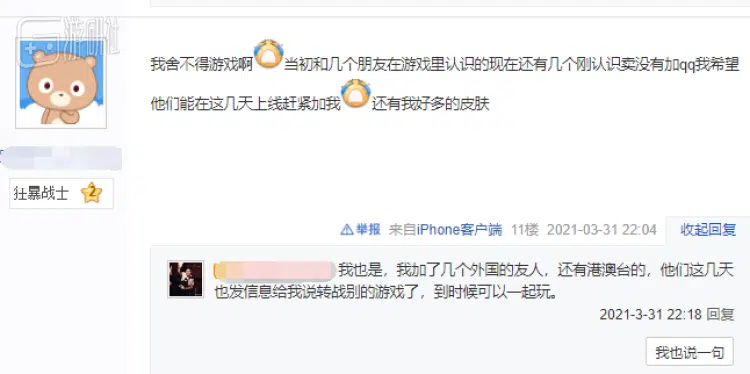 游研社
我舍不得游戏啊 当初和几个朋友在游戏里认识的现在还有几个刚认识卖没有加qq我希望
他们能在这几天上线赶紧加我 还有我好多的皮肤
狂暴战士 2
举报 来自iPhone客户端 11楼 2021-03-31 22:04 收起回复
我也是，我加了几个外国的友人，还有港澳台的，他们这几天
也发信息给我说转战别的游戏了，到时候可以一起玩。
2021-3-31 22:18 回复
我也说一句